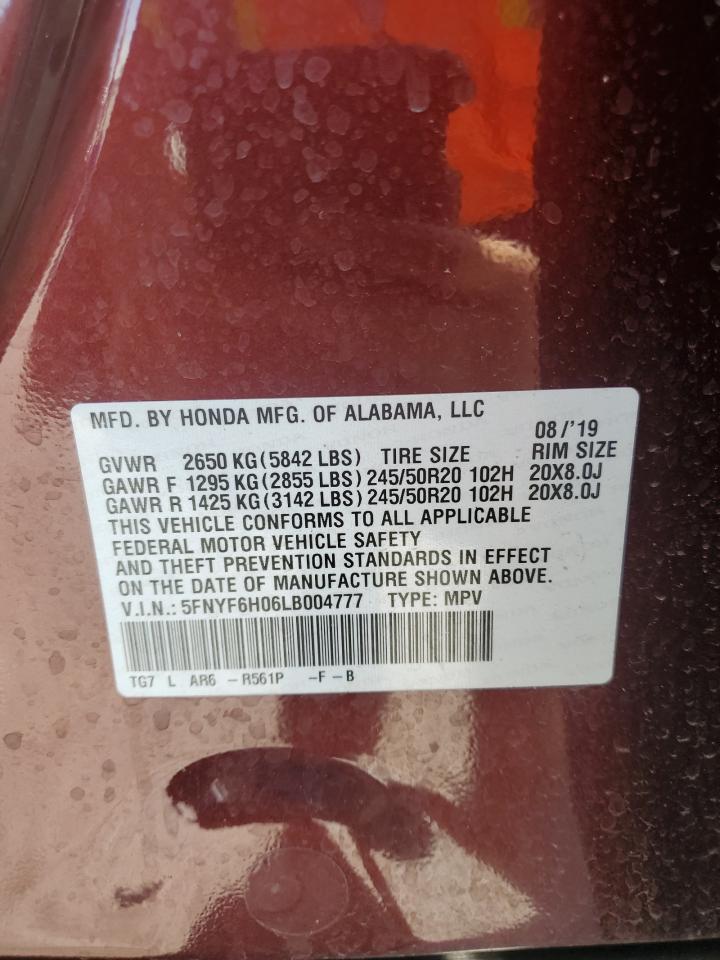 MFD. BY HONDA MFG. OF ALABAMA, LLC
08/'19
GVWR 2650 KG(5842 LBS) TIRE SIZE RIM SIZE
GAWR F 1295 KG(2855 LBS) 245/50R20 102H 20X8.0J
GAWR R 1425 KG(3142 LBS) 245/50R20 102H 20X8.0J
THIS VEHICLE CONFORMS TO ALL APPLICABLE
FEDERAL MOTOR VEHICLE SAFETY
AND THEFT PREVENTION STANDARDS IN EFFECT
ON THE DATE OF MANUFACTURE SHOWN ABOVE.
V.I.N.: 5FNYF6H06LB004777 TYPE: MPV
TG7 L AR6 -R561P -F-B